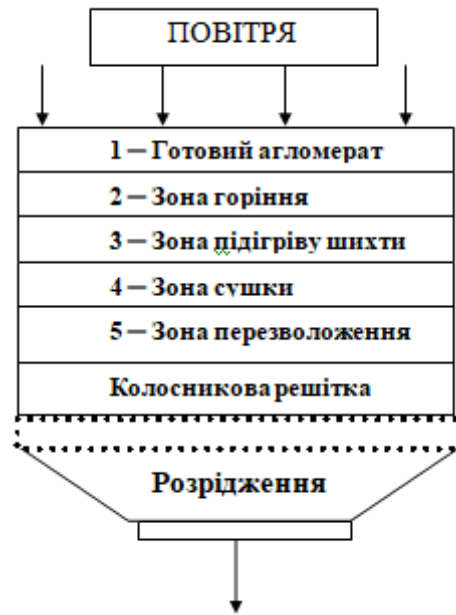 ПОВІТРЯ
1 – Готовий агломерат
2 – Зона горіння
3 – Зона підігріву шихти
4 – Зона сушки
5 – Зона перезволоження
Колосникова решітка
Розрідження